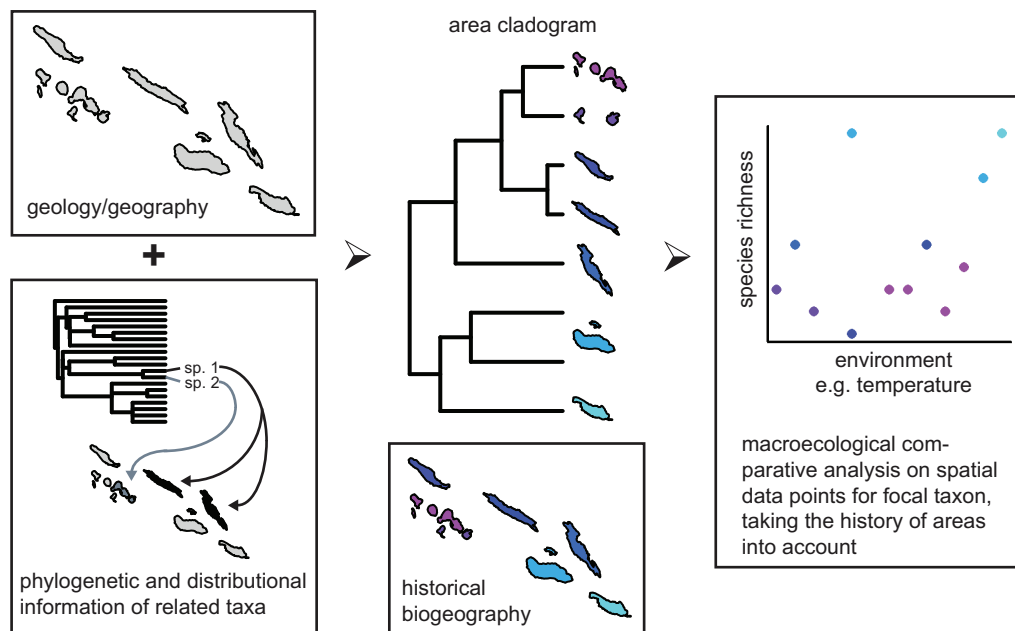 geology/geography
+
sp. 1
sp. 2
phylogenetic and distributional
information of related taxa
area cladogram
historical
biogeography
species richness
environment
e.g. temperature
macroecological com-
parative analysis on spatial
data points for focal taxon,
taking the history of areas
into account